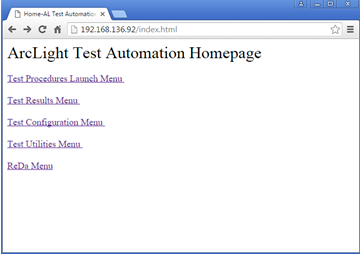 Home-AL Test Automation
192.168.136.92/index.html
ArcLight Test Automation Homepage
Test Procedures Launch Menu
Test Results Menu
Test Configuration Menu
Test Utilities Menu
ReDa Menu